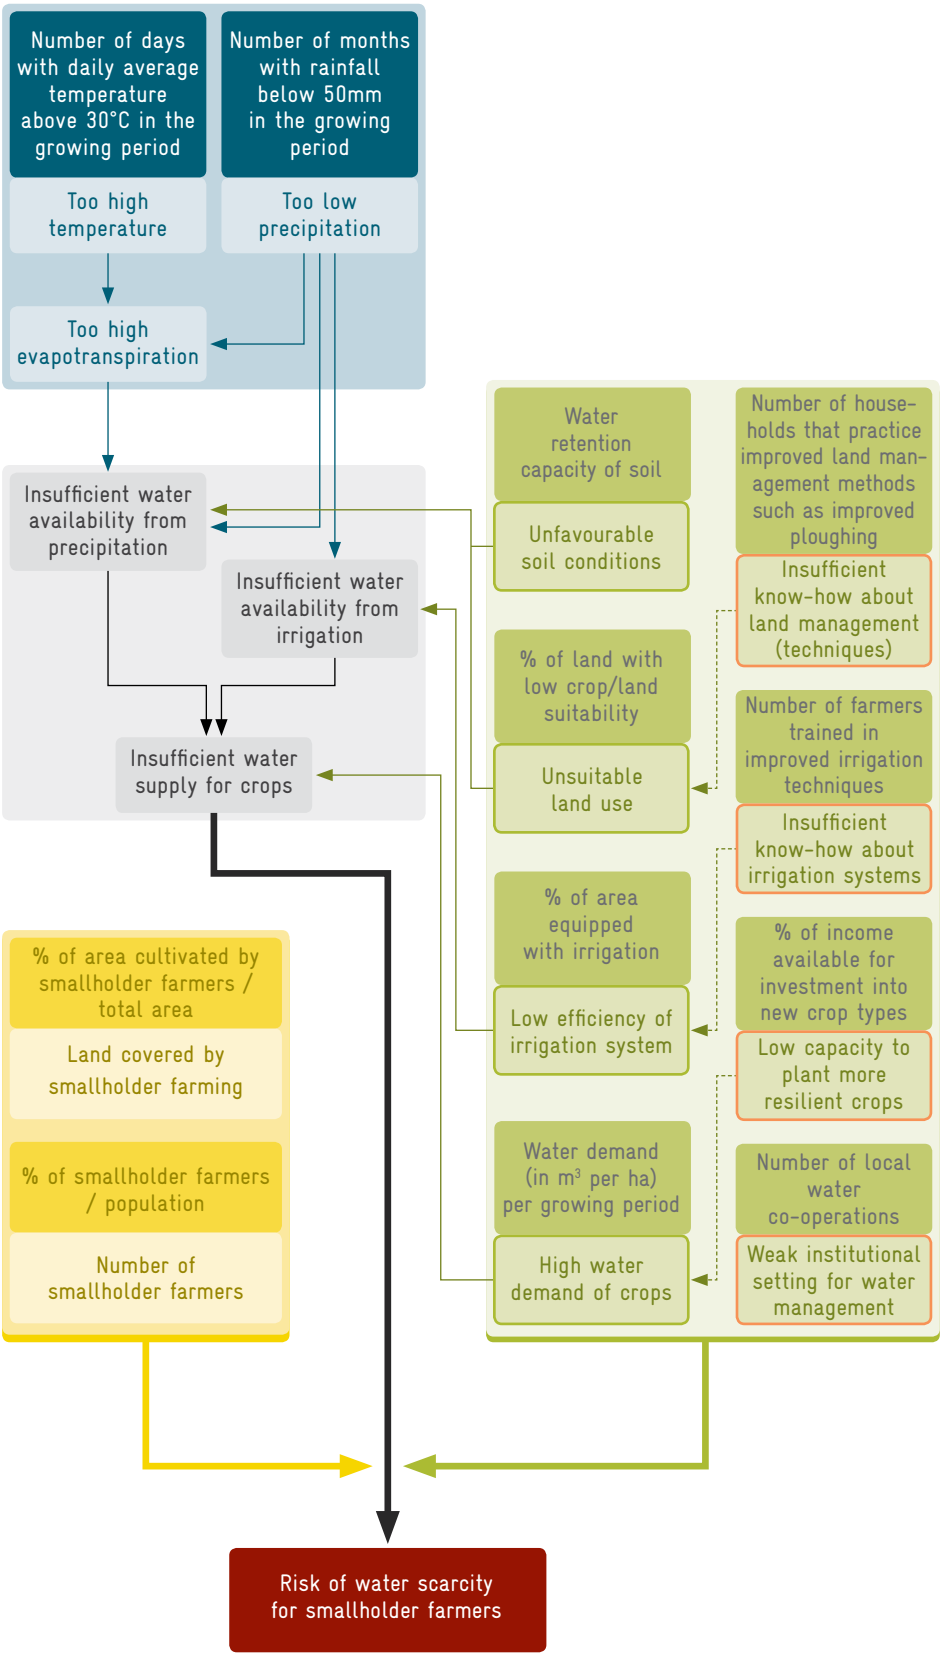 Number of days
with daily average
temperature
above 30°C in the
growing period
Number of months
with rainfall
below 50mm
in the growing
period
Too high
temperature
Too low
precipitation
Too high
evapotranspiration
Insufficient water
availability from
precipitation
Insufficient water
availability from
irrigation
Insufficient water
supply for crops
Water
retention
capacity of soil
Unfavourable
soil conditions
% of land with
low crop/land
suitability
Unsuitable
land use
% of area
equipped
with irrigation
Low efficiency of
irrigation system
Water demand
(in m³ per ha)
per growing period
High water
demand of crops
Number of house-
holds that practice
improved land man-
agement methods
such as improved
ploughing
Insufficient
know-how about
land management
(techniques)
Number of farmers
trained in
improved irrigation
techniques
Insufficient
know-how about
irrigation systems
% of income
available for
investment into
new crop types
Low capacity to
plant more
resilient crops
Number of local
water
co-operations
Weak institutional
setting for water
management
% of area cultivated by
smallholder farmers /
total area
Land covered by
smallholder farming
% of smallholder farmers
/ population
Number of
smallholder farmers
Risk of water scarcity
for smallholder farmers